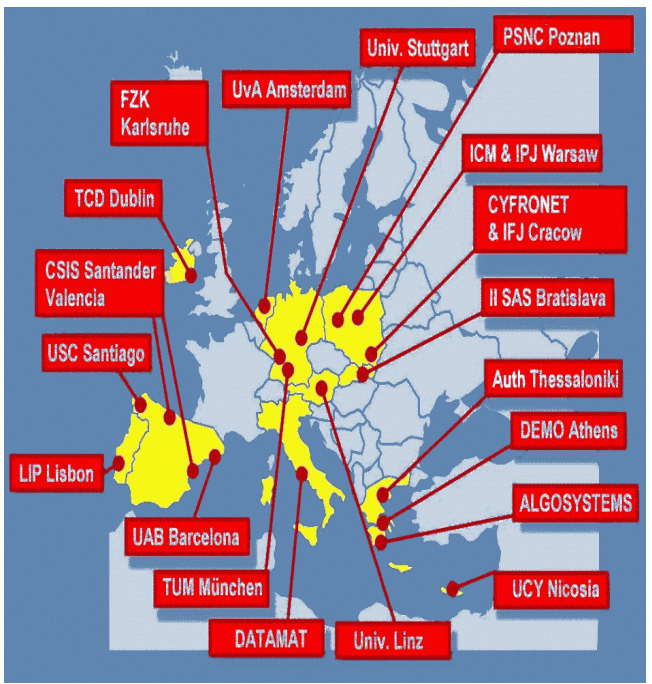 PSNC Poznan
Univ. Stuttgart
UvA Amsterdam
FZK
Karlsruhe
ICM & IPJ Warsaw
TCD Dublin
CYFRONET
& IFJ Cracow
CSIS Santander
Valencia
II SAS Bratislava
USC Santiago
Auth Thessaloniki
DEMO Athens
LIP Lisbon
ALGOSYSTEMS
UAB Barcelona
TUM München
UCY Nicosia
DATAMAT
Univ. Linz